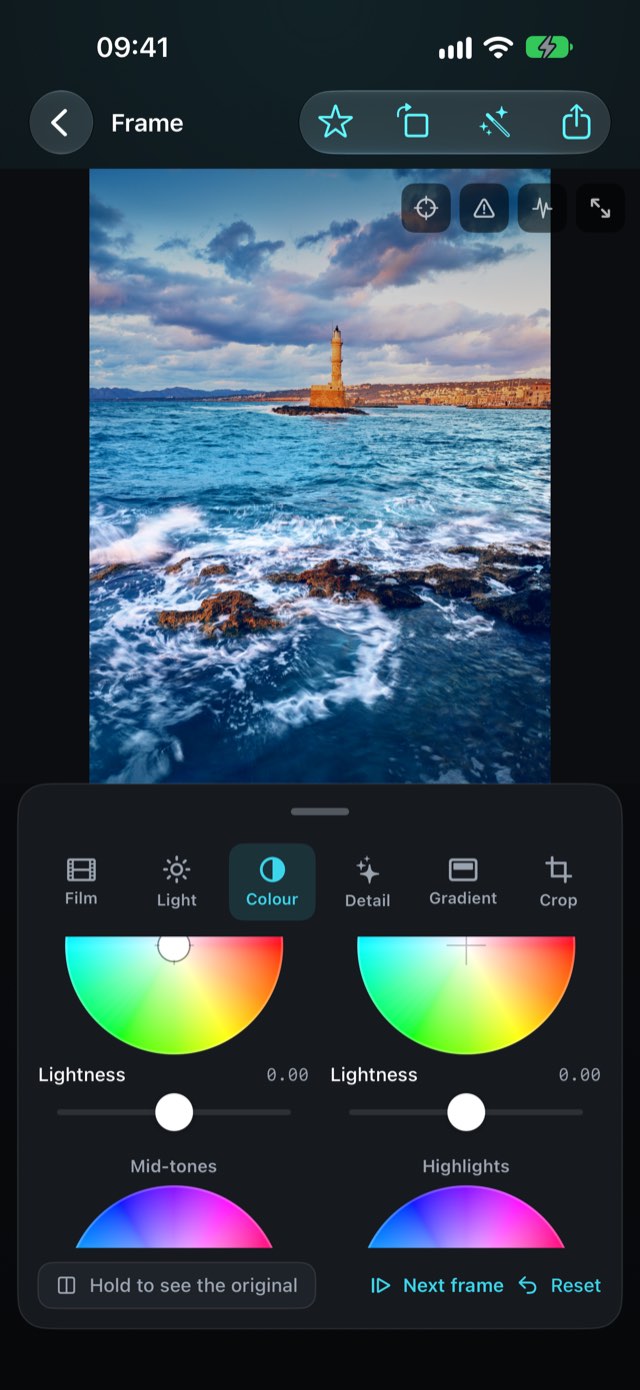 09:41
Frame
Film
Light
Colour
Detail
Gradient
Crop
Lightness 0.00
Lightness 0.00
Mid-tones
Highlights
Hold to see the original
Next frame
Reset